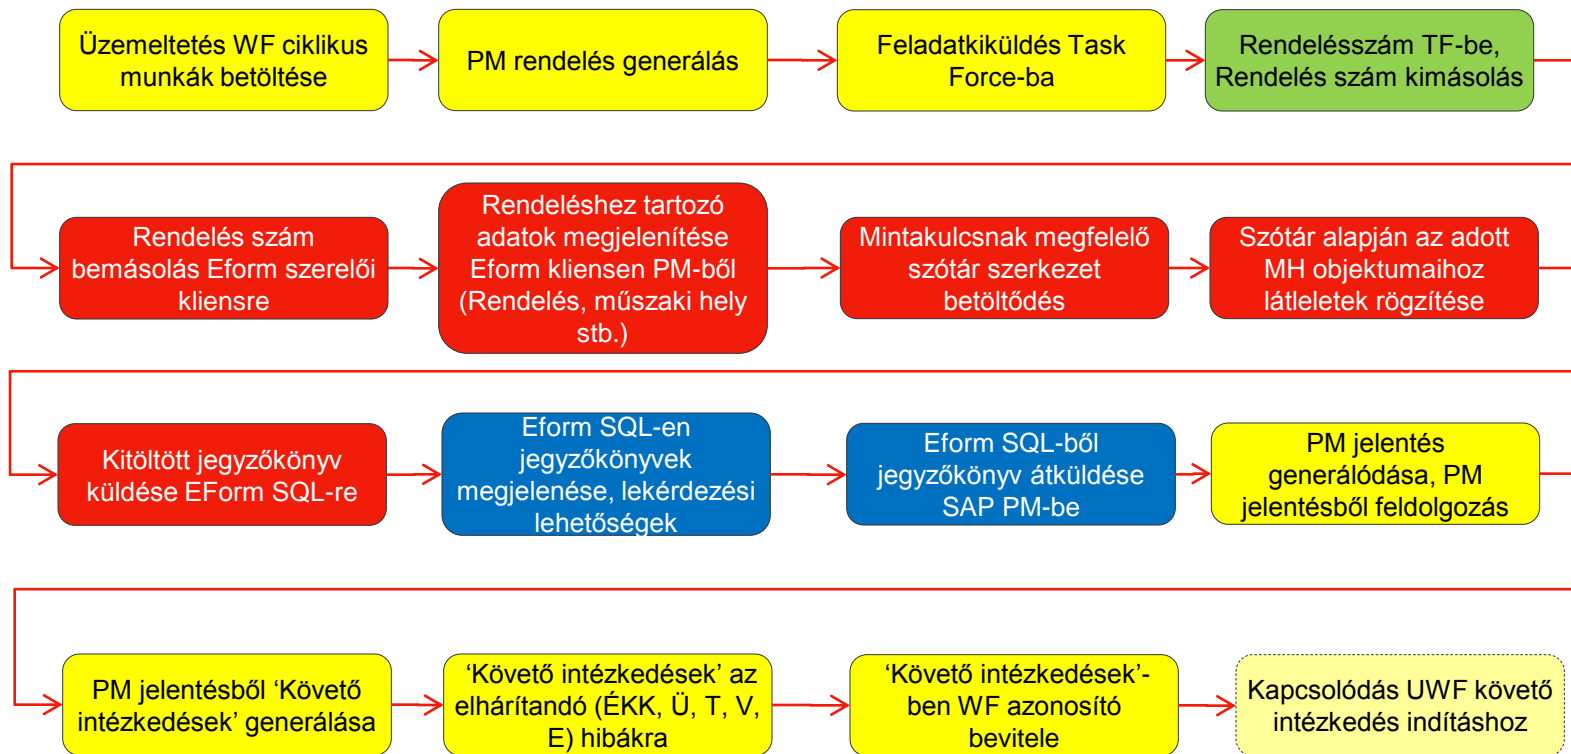 Üzemeltetés WF ciklikus
munkák betöltése
PM rendelés generálás
Feladatkiküldés Task
Force-ba
Rendelésszám TF-be,
Rendelés szám kimásolás
Rendelés szám
bemásolás Eform szerelői
kliensre
Rendeléshez tartozó
adatok megjelenítése
Eform kliensen PM-ből
(Rendelés, műszaki hely
stb.)
Mintakulcsnak megfelelő
szótár szerkezet
betöltődés
Szótár alapján az adott
MH objektumaihoz
látleletek rögzítése
Kitöltött jegyzőkönyv
küldése EForm SQL-re
Eform SQL-en
jegyzőkönyvek
megjelenése, lekérdezési
lehetőségek
Eform SQL-ből
jegyzőkönyv átküldése
SAP PM-be
PM jelentés
generálódása, PM
jelentésből feldolgozás
PM jelentésből ‘Követő
intézkedések’ generálása
‘Követő intézkedések’ az
elhárítandó (ÉKK, Ü, T, V,
E) hibákra
‘Követő intézkedések’-
ben WF azonosító
bevitele
Kapcsolódás UWF követő
intézkedés indításhoz